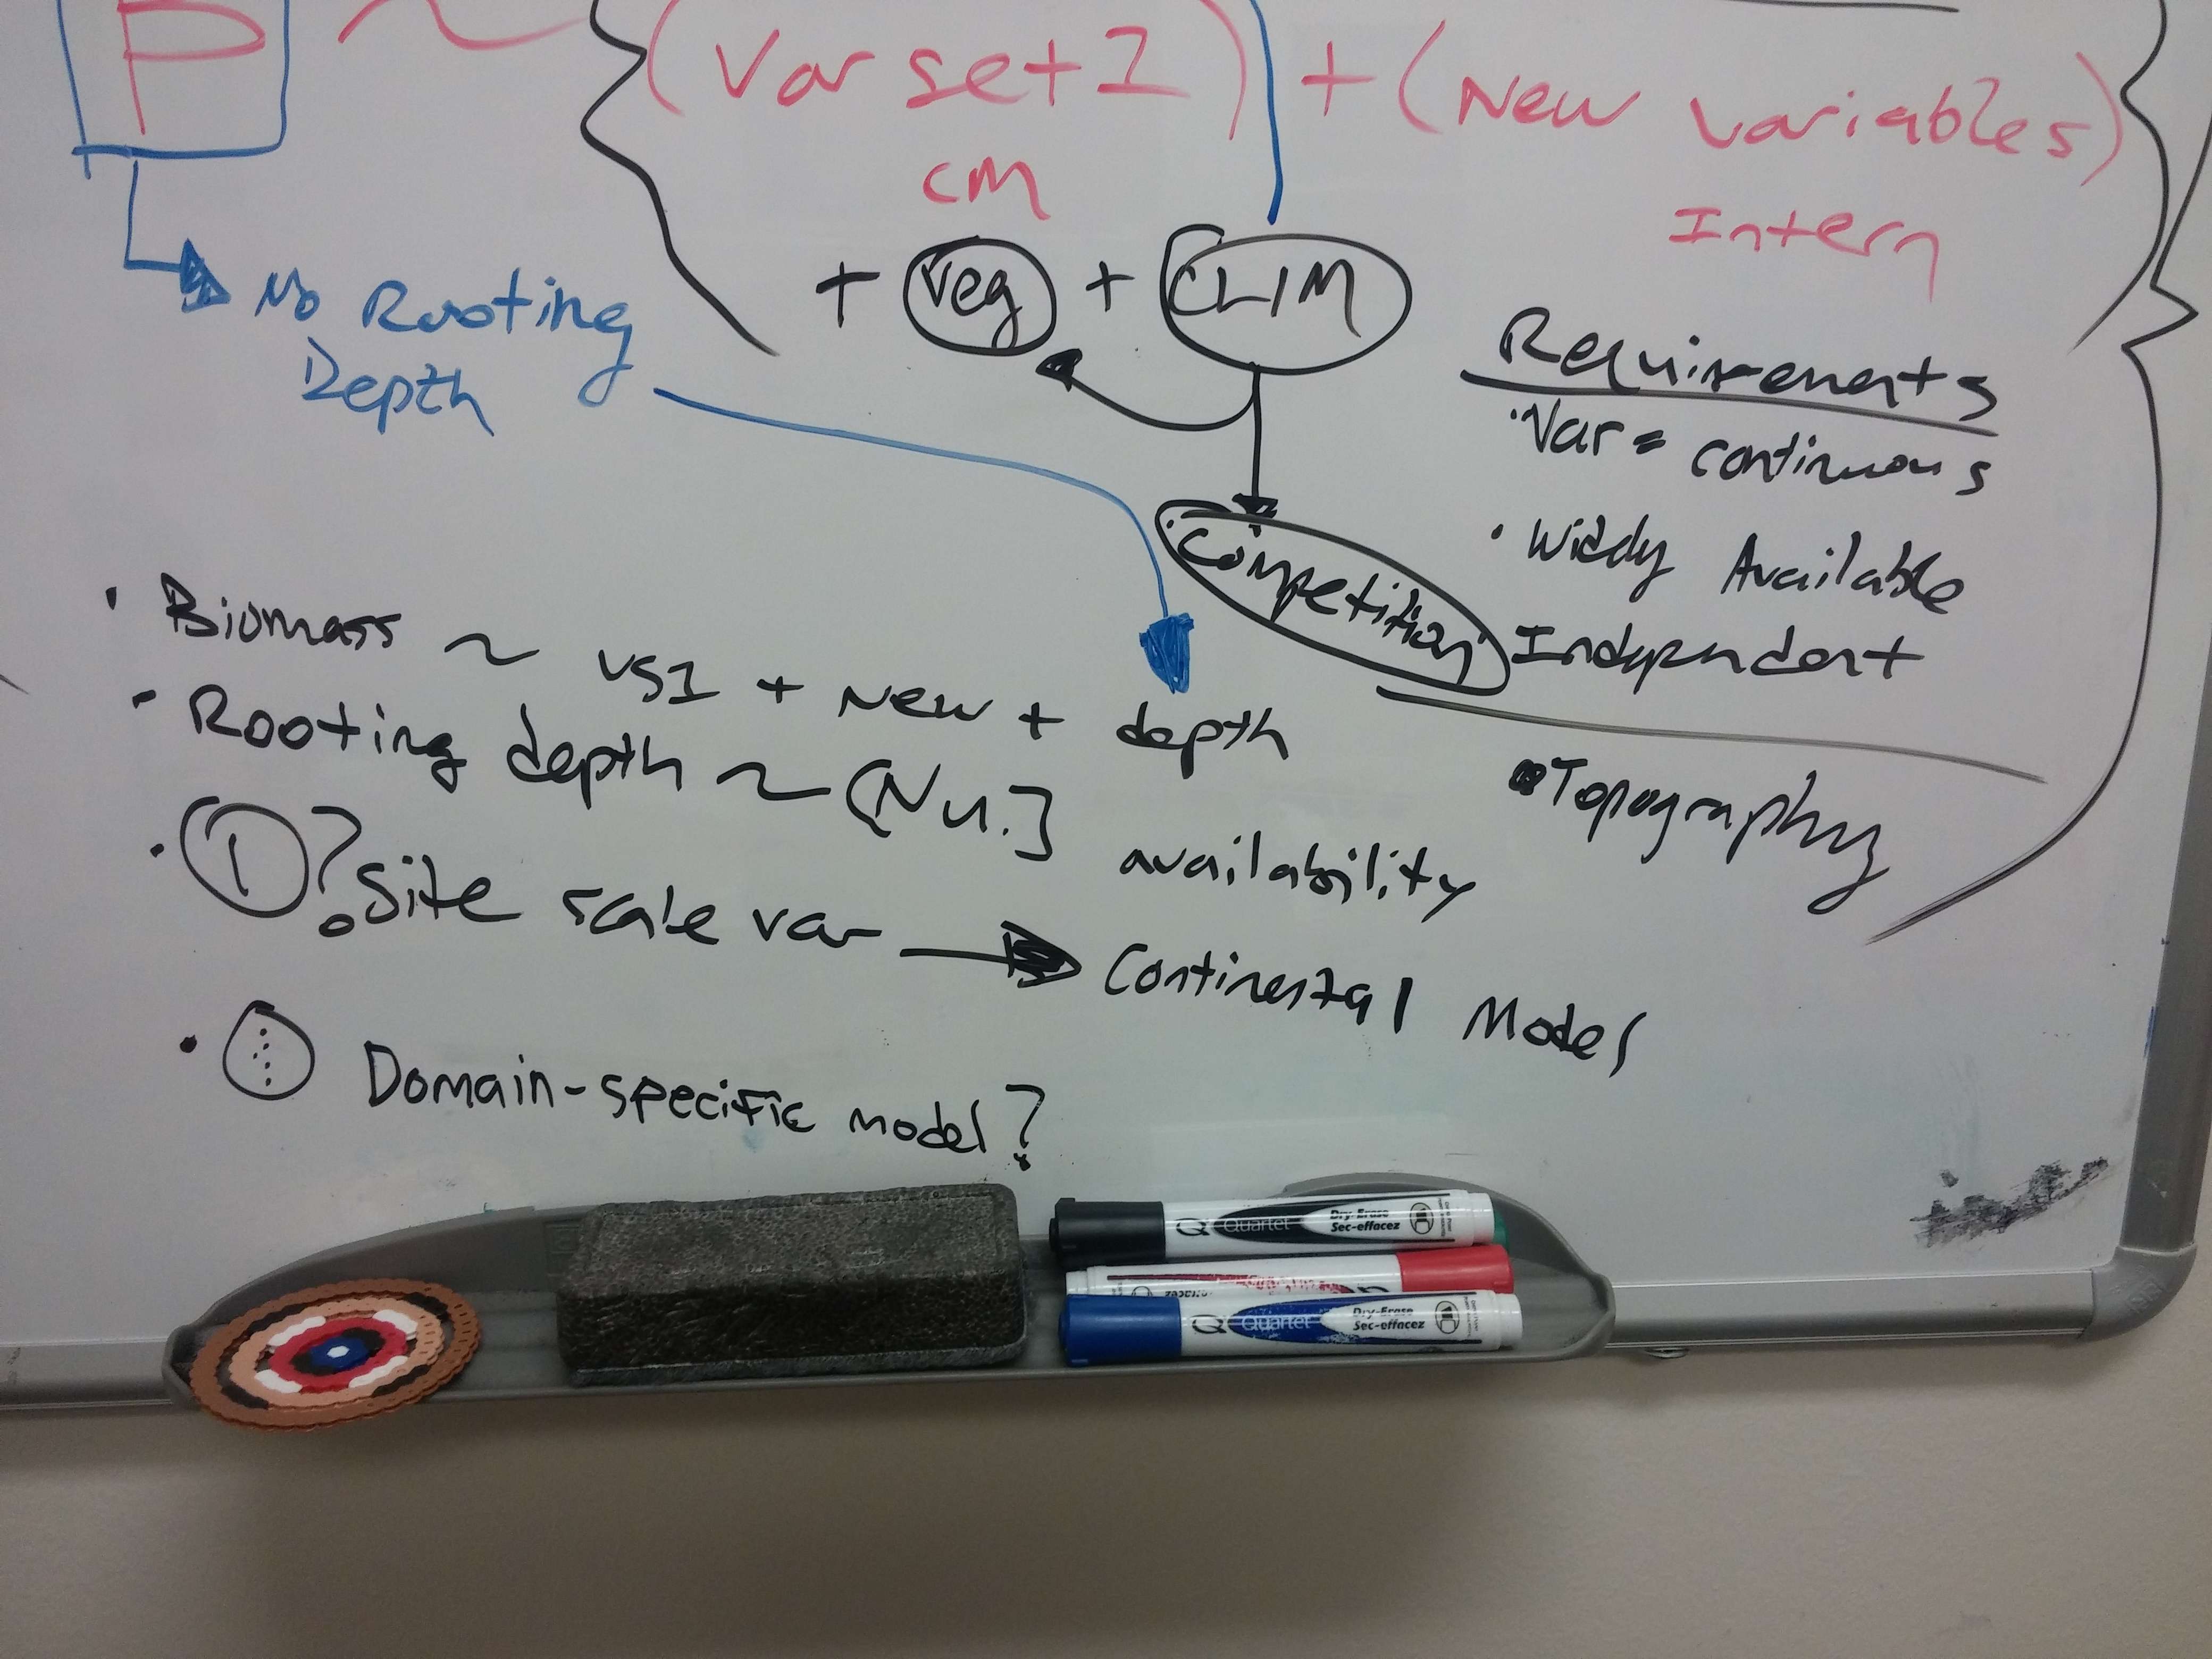 P ~ (Var set 1) + (New variables)
cm
Intern
+ veg + CLIM
No Rooting
Depth
Requirements
• Var = continuous
• Widely Available
Independent
Competition
• Topography
• Biomass ~ VS1 + New + depth
• Rooting depth ~ [Nu.] availability
• 1 ? Site scale var → Continental Model
• Domain-specific model?
Quartet Dry-Erase
Sec-effacez
Quartet Dry-Erase
Sec-effacez